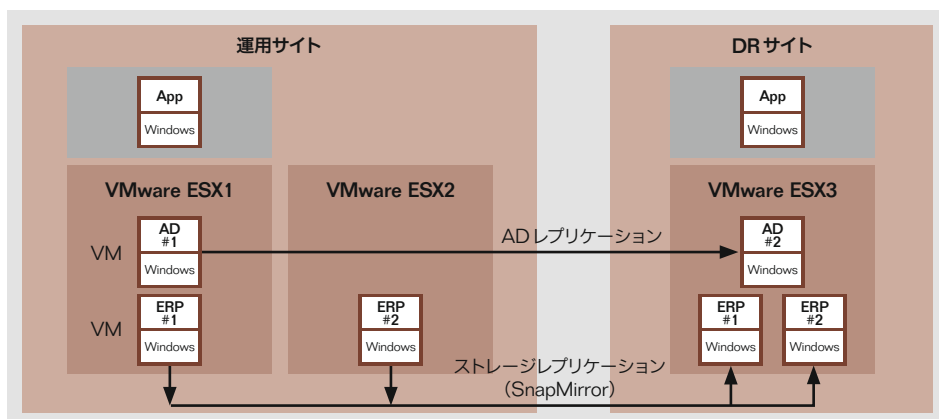 運用サイト
DRサイト
App
Windows
App
Windows
VMware ESX1
VMware ESX2
VMware ESX3
VM
AD
#1
Windows
ADレプリケーション
AD
#2
Windows
VM
ERP
#1
Windows
ERP
#2
Windows
ERP
#1
Windows
ERP
#2
Windows
ストレージレプリケーション
（SnapMirror）